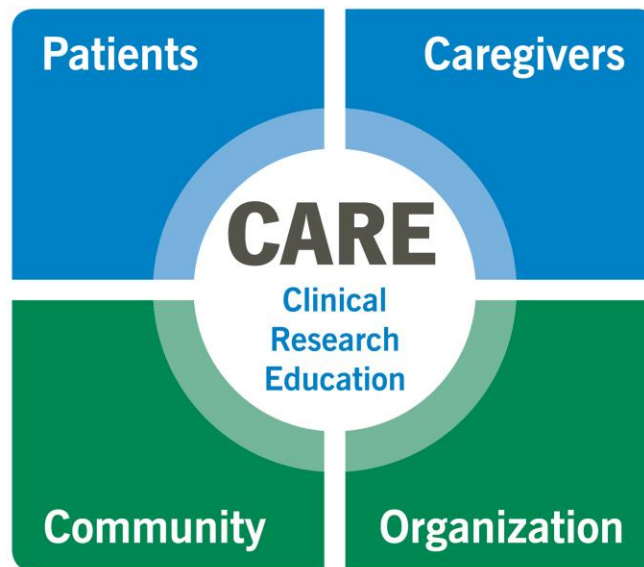 Patients
Caregivers
CARE
Clinical
Research
Education
Community
Organization